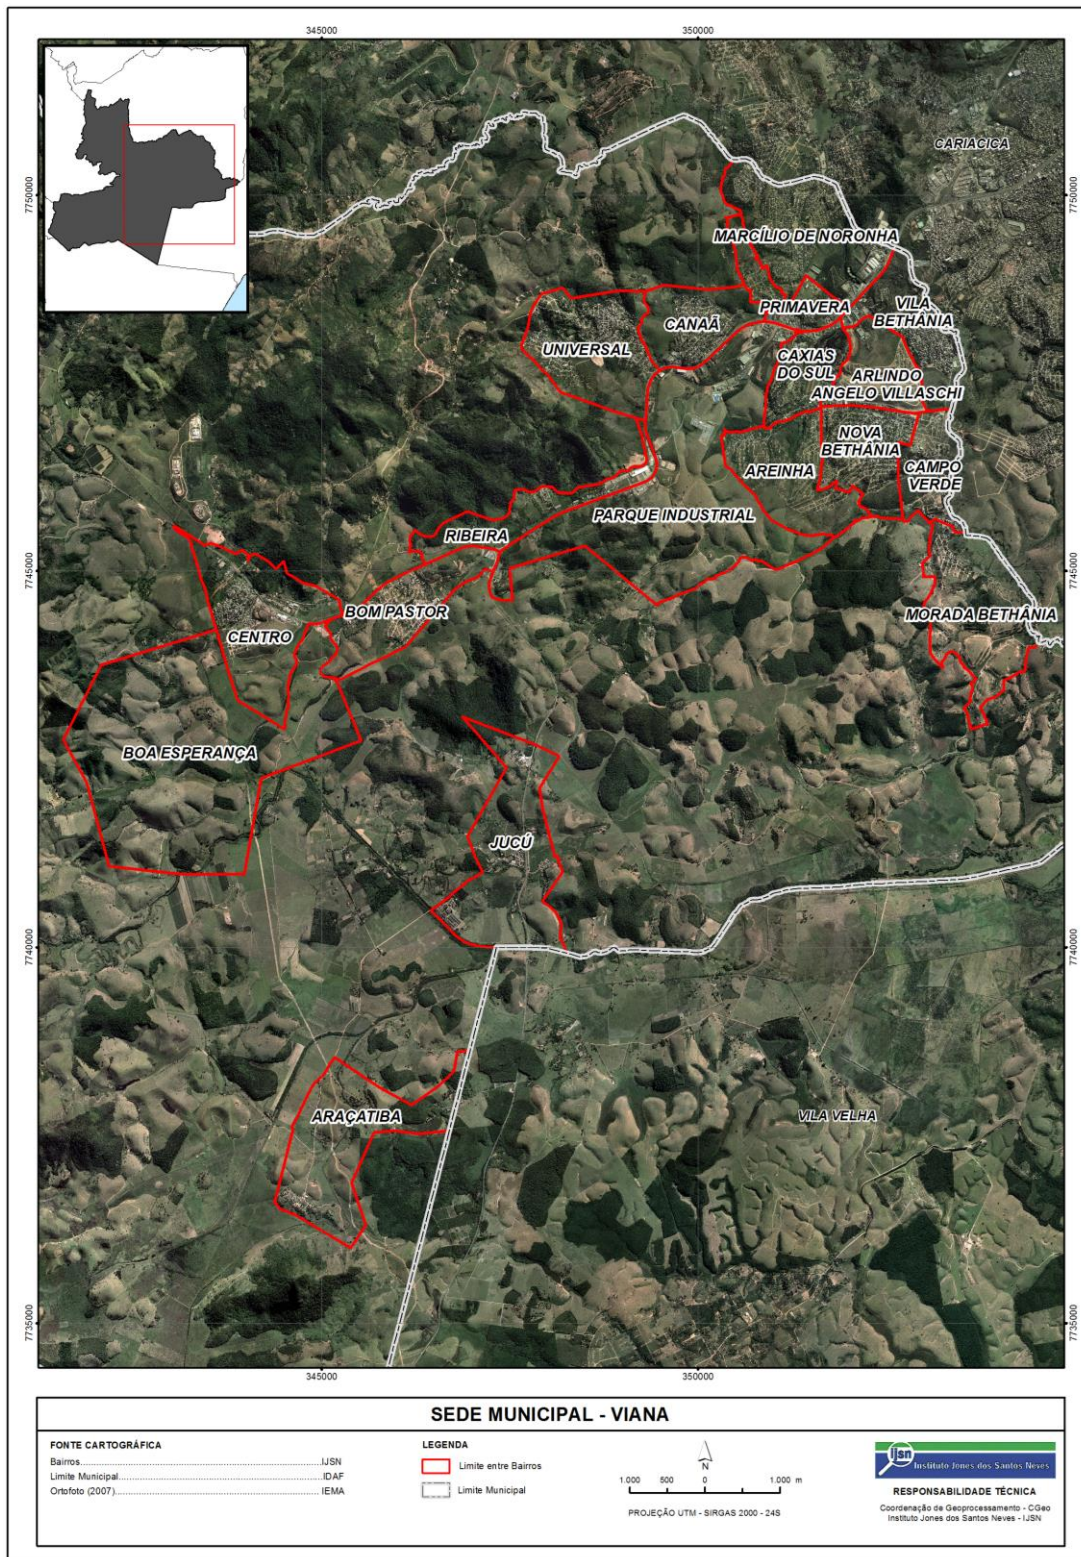 345000
350000
7750000
7750000
CARIACICA
MARCÍLIO DE NORONHA
PRIMAVERA
VILA
BETHÂNIA
CANAÃ
UNIVERSAL
CAXIAS
DO SUL
ARLINDO
ANGELO VILLASCHI
NOVA
BETHÂNIA
AREINHA
CAMPO
VERDE
PARQUE INDUSTRIAL
RIBEIRA
7745000
7745000
BOM PASTOR
CENTRO
MORADA BETHÂNIA
BOA ESPERANÇA
JUCÚ
7740000
7740000
ARAÇATIBA
VILA VELHA
7735000
7735000
345000
350000
SEDE MUNICIPAL - VIANA
FONTE CARTOGRÁFICA
Bairros........................................................................IJSN
Limite Municipal..............................................................IDAF
Ortofoto (2007)...............................................................IEMA
LEGENDA
Limite entre Bairros
Limite Municipal
N
1.000 500 0 1.000 m
PROJEÇÃO UTM - SIRGAS 2000 - 24S
ijsn
Instituto Jones dos Santos Neves
RESPONSABILIDADE TÉCNICA
Coordenação de Geoprocessamento - CGeo
Instituto Jones dos Santos Neves - IJSN